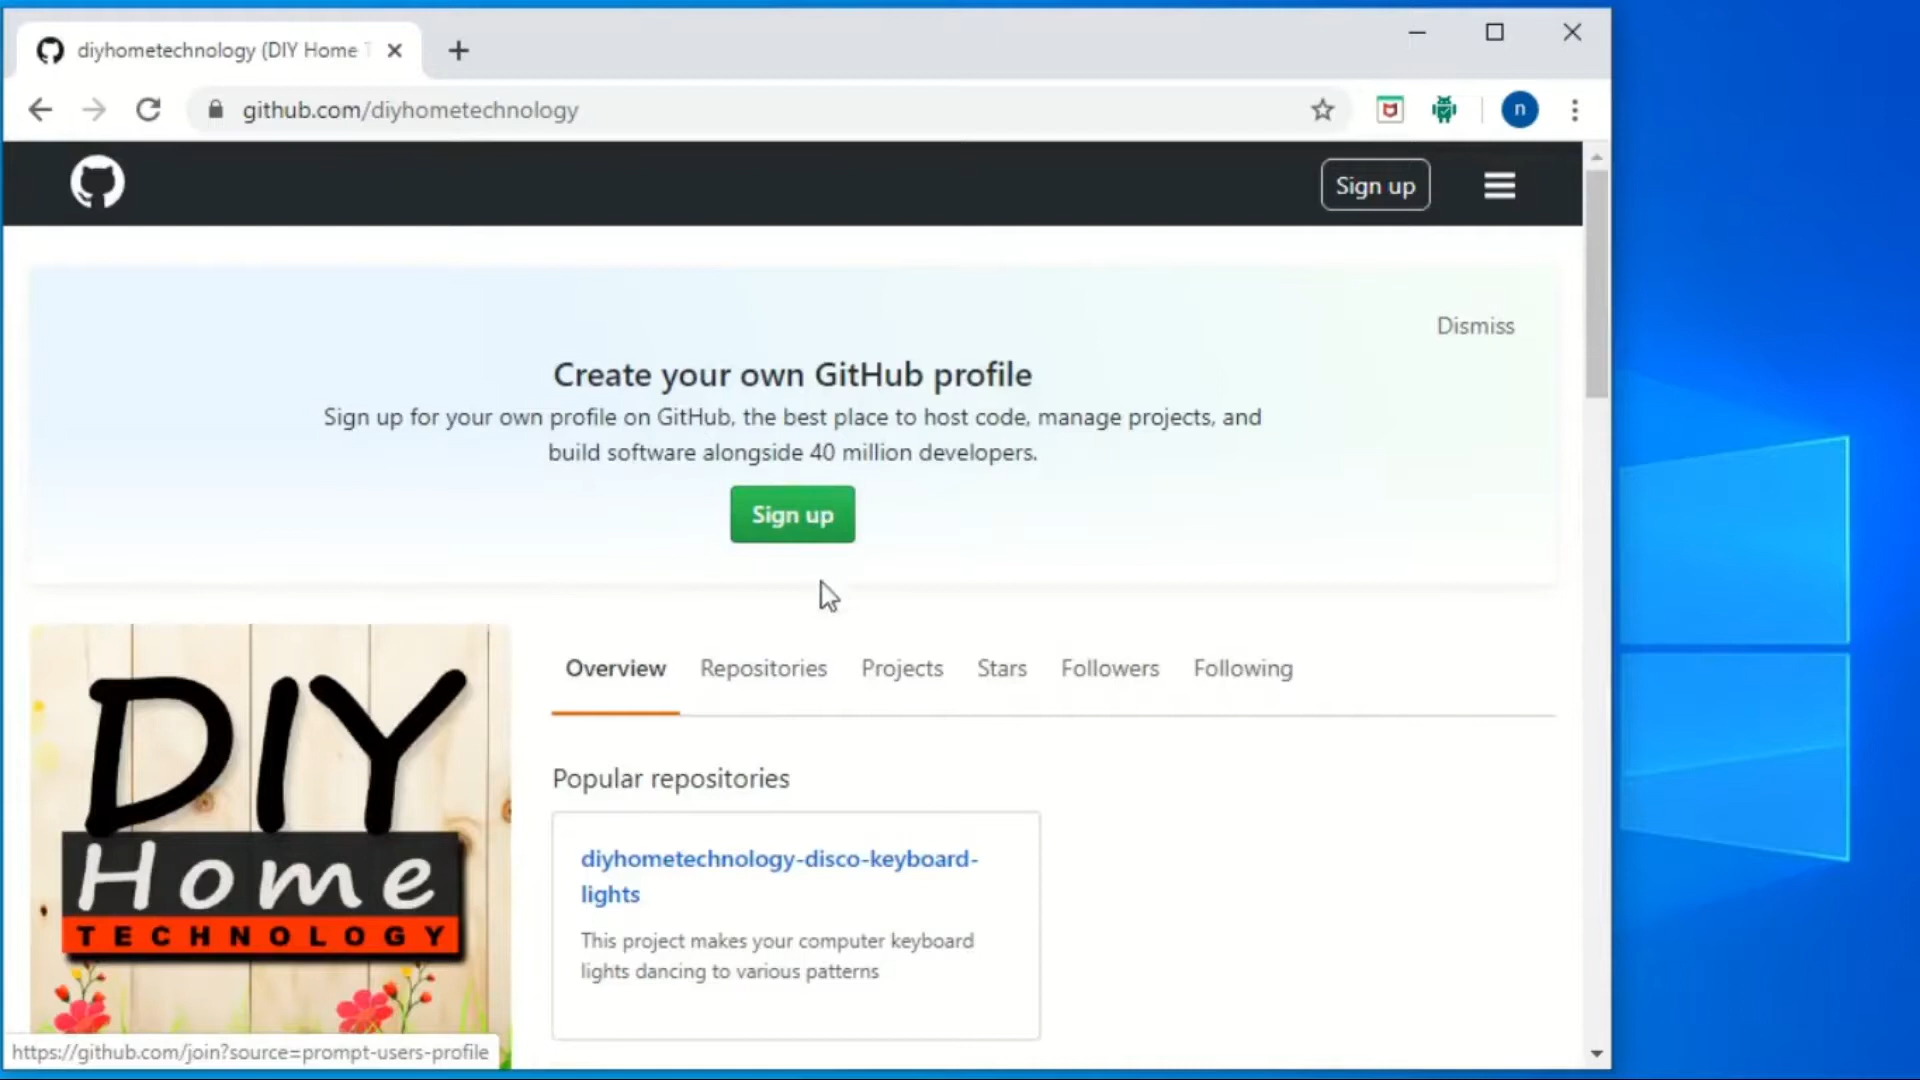 diyhometechnology (DIY Home T
github.com/diyhometechnology
n
Sign up
Dismiss
Create your own GitHub profile
Sign up for your own profile on GitHub, the best place to host code, manage projects, and
build software alongside 40 million developers.
Sign up
Overview Repositories Projects Stars Followers Following
Popular repositories
diyhometechnology-disco-keyboard-
lights
This project makes your computer keyboard
lights dancing to various patterns
DIY
Home
TECHNOLOGY
https://github.com/join?source=prompt-users-profile